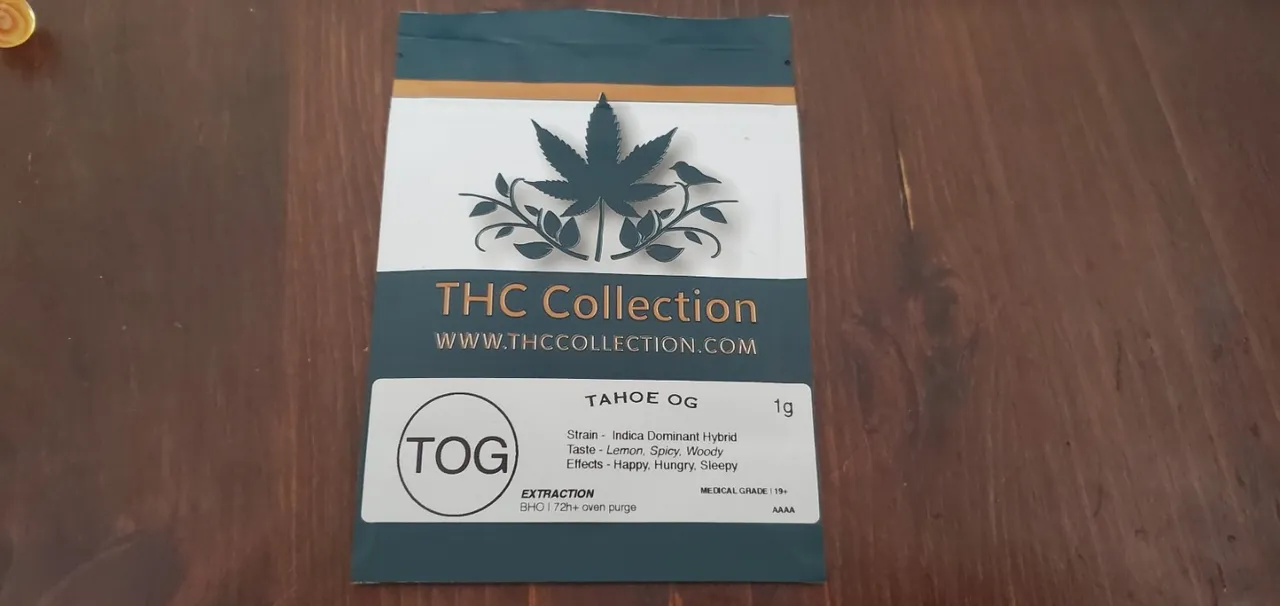 THC Collection
WWW.THCCOLLECTION.COM
TAHOE OG
1g
TOG
Strain - Indica Dominant Hybrid
Taste - Lemon, Spicy, Woody
Effects - Happy, Hungry, Sleepy
EXTRACTION
BHO | 72h+ oven purge
MEDICAL GRADE | 19+
AAAA